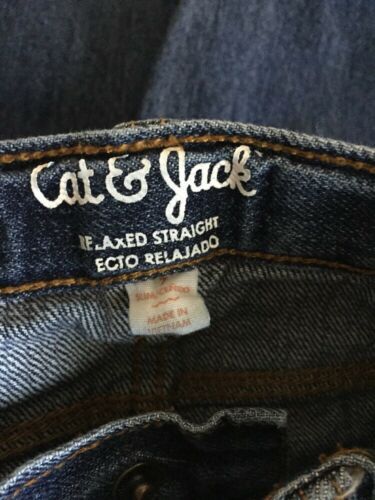 Cat & Jack
RELAXED STRAIGHT
ECTO RELAJADO
MADE IN
VIETNAM